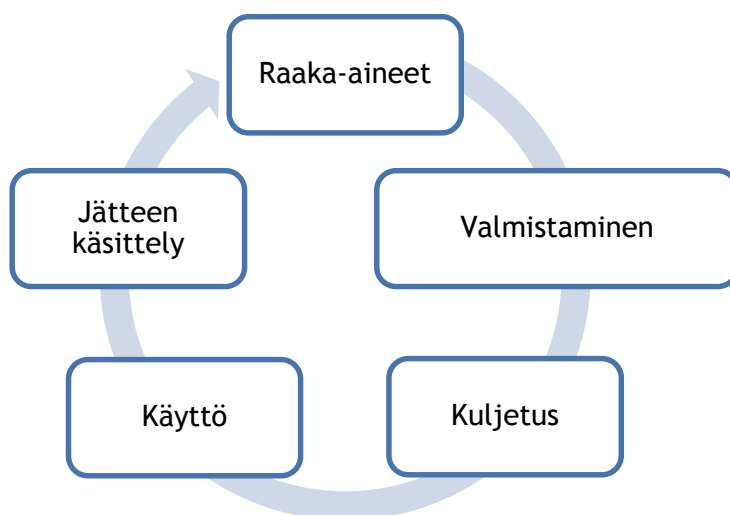 Raaka-aineet
Valmistaminen
Kuljetus
Käyttö
Jätteen
käsittely